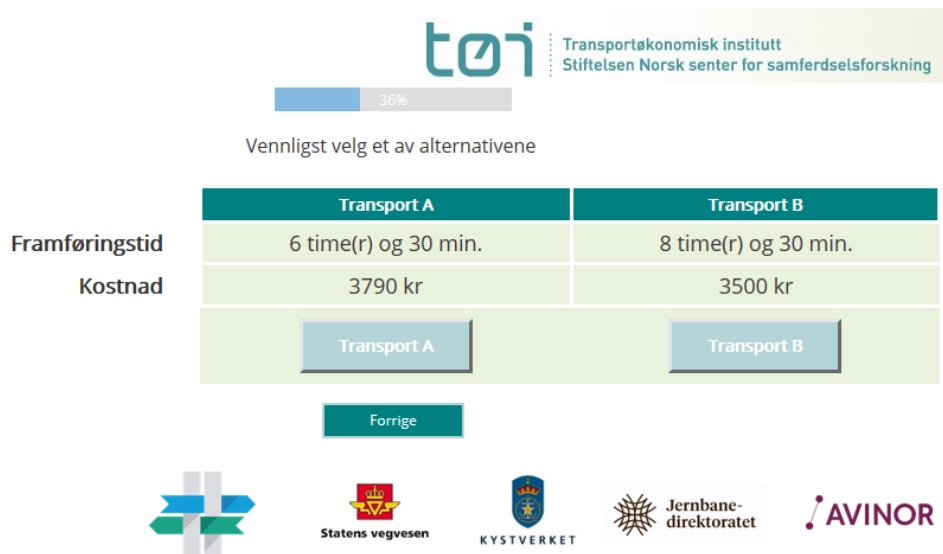 tøi
Transportøkonomisk institutt
Stiftelsen Norsk senter for samferdselsforskning
36%
Vennligst velg et av alternativene
Transport A Transport B
Framføringstid 6 time(r) og 30 min. 8 time(r) og 30 min.
Kostnad 3790 kr 3500 kr
Transport A Transport B
Forrige
Statens vegvesen
KYSTVERKET
Jernbane-
direktoratet
AVINOR